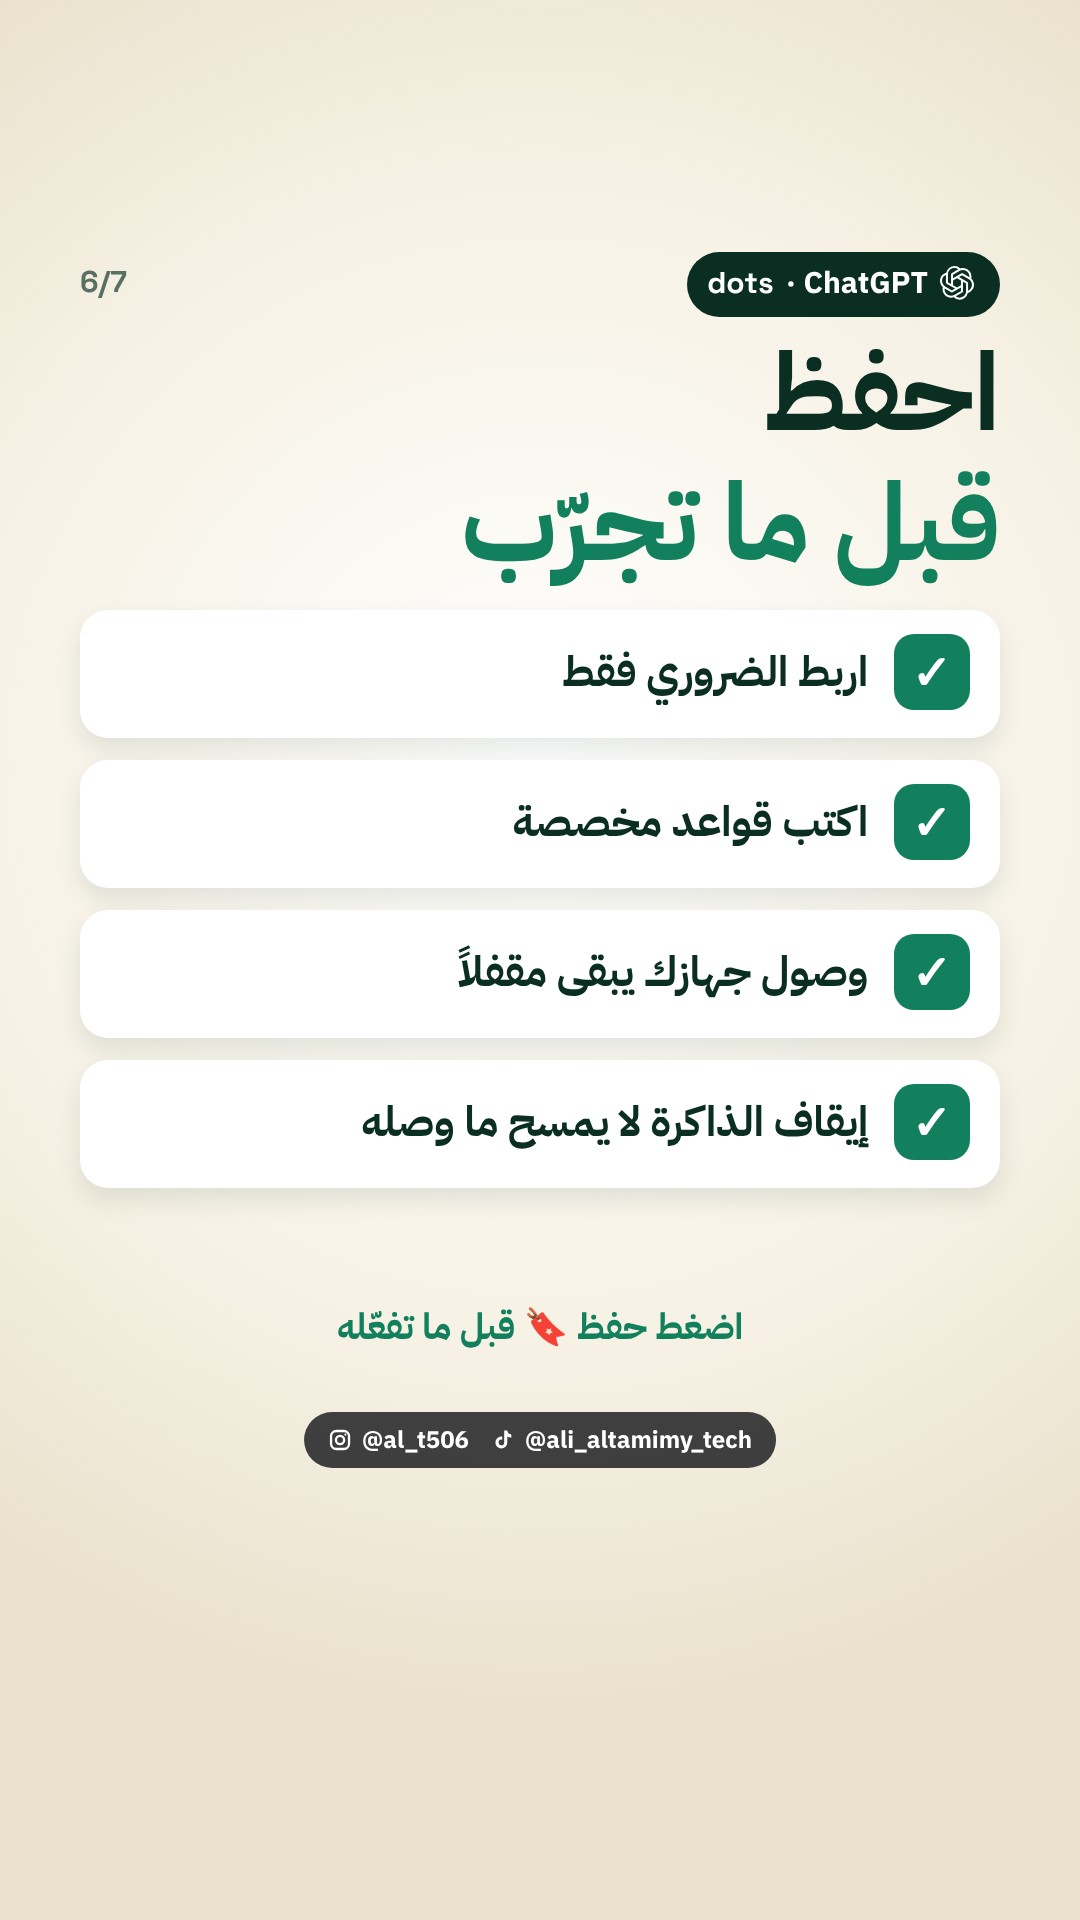 6/7
dots · ChatGPT
احفظ
قبل ما تجرّب
✓ اربط الضروري فقط
✓ اكتب قواعد مخصصة
✓ وصول جهازك يبقى مقفلاً
✓ إيقاف الذاكرة لا يمسح ما وصله
اضغط حفظ 🔖 قبل ما تفعّله
@al_t506 @ali_altamimy_tech